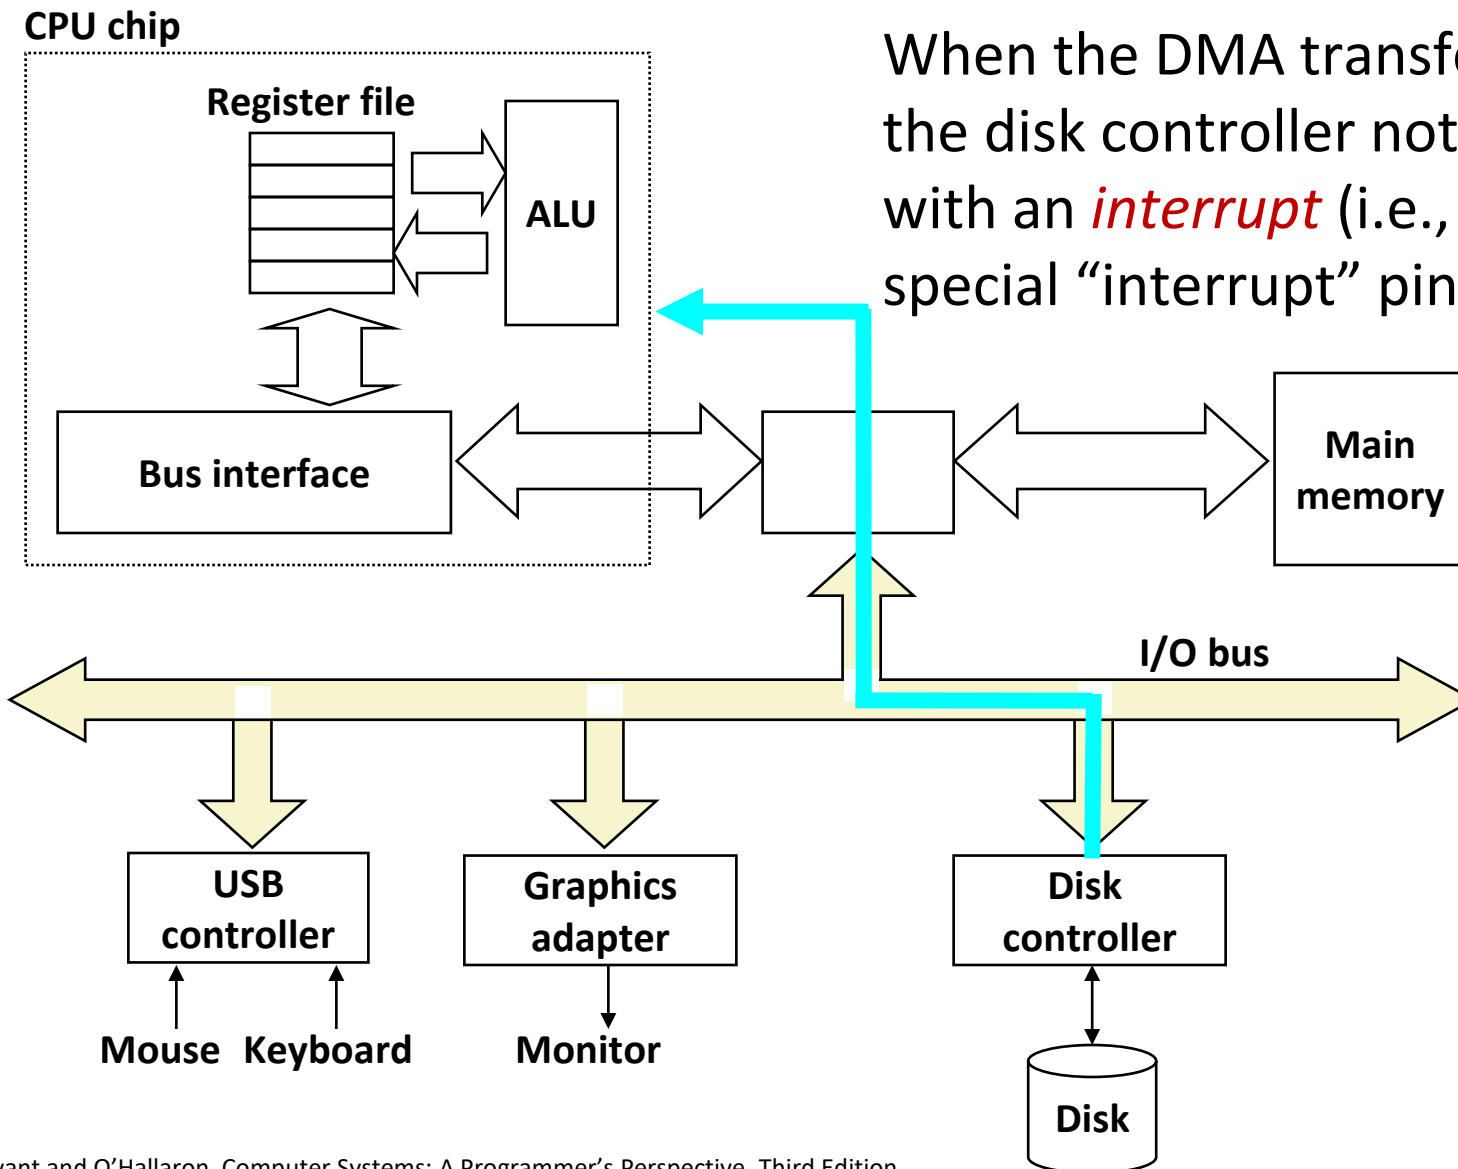 CPU chip
When the DMA
the disk controller
with an interrupt (i.e.,
special “interrupt” pin
Register file
ALU
Bus interface
Main
memory
I/O bus
USB
controller
Graphics
adapter
Disk
controller
Mouse Keyboard
Monitor
Disk
and O’Hallaron, Computer Systems: A Programmer’s Perspective, Third Edition